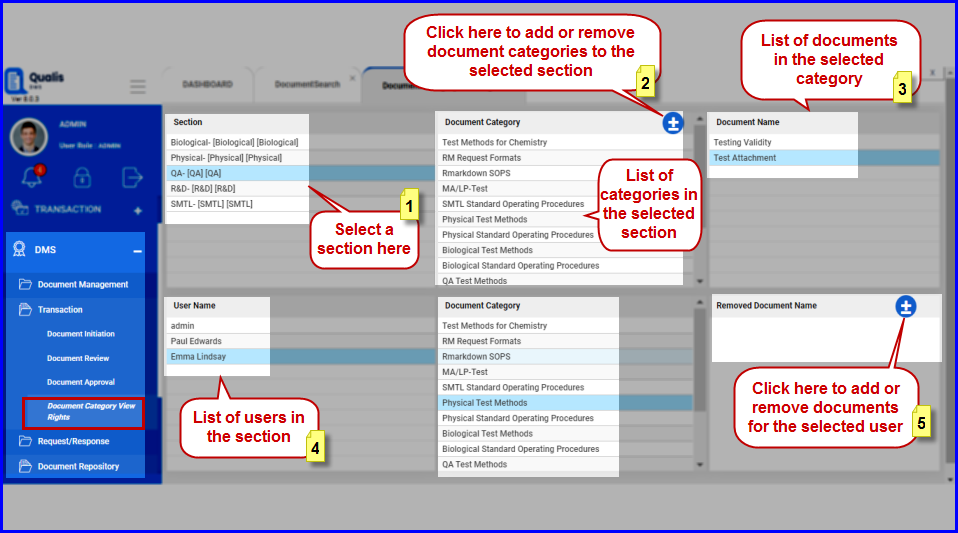 Click here to add or remove
document categories to the
selected section
2
List of documents
in the selected
category
3
Qualis
DMS
Ver 8.0.3
DASHBOARD
DocumentSearch
×
X
ADMIN
User Role : ADMIN
TRANSACTION
+
DMS
Document Management
Transaction
Document Initiation
Document Review
Document Approval
Document Category View
Rights
Request/Response
Document Repository
Section
Biological- [Biological] [Biological]
Physical- [Physical] [Physical]
QA- [QA] [QA]
R&D- [R&D] [R&D]
SMTL- [SMTL] [SMTL]
1
Select a
section here
Document Category
Test Methods for Chemistry
RM Request Formats
Rmarkdown SOPS
MA/LP-Test
SMTL Standard Operating Procedures
Physical Test Methods
Physical Standard Operating Procedures
Biological Test Methods
Biological Standard Operating Procedures
QA Test Methods
List of
categories in
the selected
section
Document Name
Testing Validity
Test Attachment
User Name
admin
Paul Edwards
Emma Lindsay
List of users in
the section
4
Document Category
Test Methods for Chemistry
RM Request Formats
Rmarkdown SOPS
MA/LP-Test
SMTL Standard Operating Procedures
Physical Test Methods
Physical Standard Operating Procedures
Biological Test Methods
Biological Standard Operating Procedures
QA Test Methods
Removed Document Name
Click here to add or
remove documents
for the selected user
5